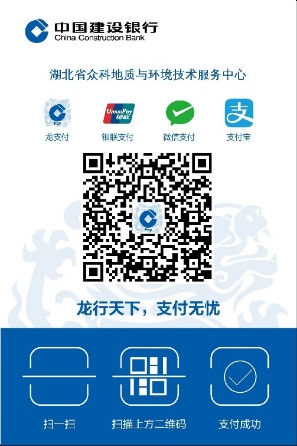 中国建设银行
China Construction Bank
湖北省众科地质与环境技术服务中心
龙支付 银联支付 微信支付 支付宝
龙行天下，支付无忧
扫一扫 扫描上方二维码 支付成功